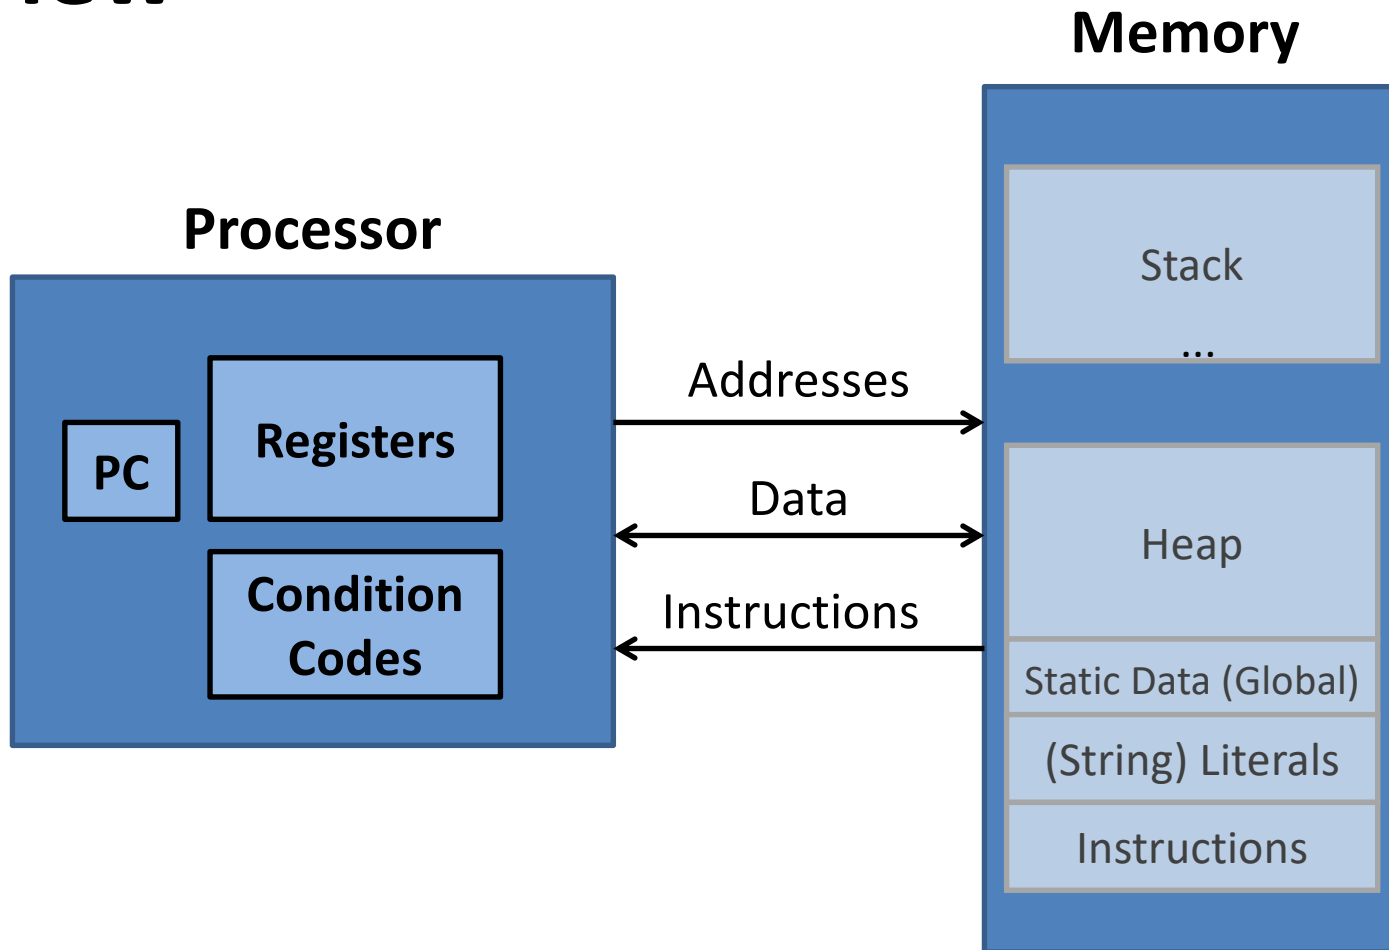 Memory
Processor
Stack
...
Addresses
Registers
PC
Data
Heap
Condition
Codes
Instructions
Static Data (Global)
(String) Literals
Instructions